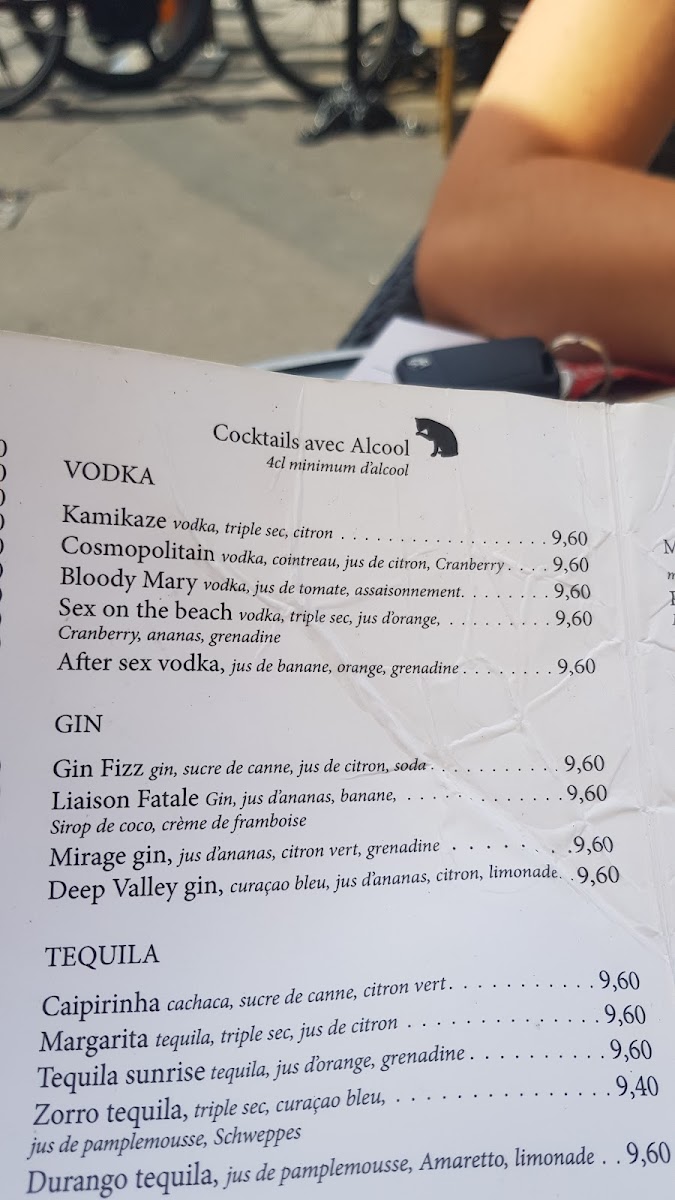 Cocktails avec Alcool
4cl minimum d'alcool
VODKA
Kamikaze vodka, triple sec, citron . . . . . . . . . . . . . . . . . . . 9,60
Cosmopolitain vodka, cointreau, jus de citron, Cranberry . . . . 9,60
Bloody Mary vodka, jus de tomate, assaisonnement. . . . . . . . 9,60
Sex on the beach vodka, triple sec, jus d'orange, . . . . . . . . . . 9,60
Cranberry, ananas, grenadine
After sex vodka, jus de banane, orange, grenadine . . . . . . . . 9,60
GIN
Gin Fizz gin, sucre de canne, jus de citron, soda . . . . . . . . . . . 9,60
Liaison Fatale Gin, jus d'ananas, banane, . . . . . . . . . . . . . 9,60
Sirop de coco, crème de framboise
Mirage gin, jus d'ananas, citron vert, grenadine . . . . . . . . 9,60
Deep Valley gin, curaçao bleu, jus d'ananas, citron, limonade. . 9,60
TEQUILA
Caipirinha cachaca, sucre de canne, citron vert . . . . . . . . . . . 9,60
Margarita tequila, triple sec, jus de citron . . . . . . . . . . . . . . 9,60
Tequila sunrise tequila, jus d'orange, grenadine . . . . . . . . . . 9,60
Zorro tequila, triple sec, curaçao bleu, . . . . . . . . . . . . . . . . 9,40
jus de pamplemousse, Schweppes
Durango tequila, jus de pamplemousse, Amaretto, limonade . . 9,60